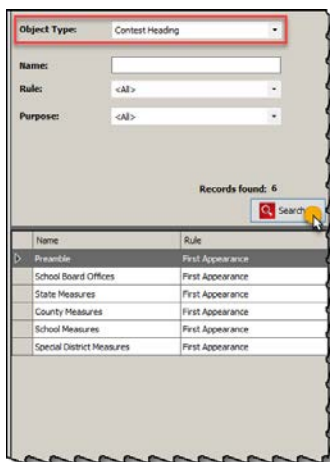 Object Type: Contest Heading
Name:
Rule: <All>
Purpose: <All>
Records found: 6
Search
Name Rule
Preamble First Appearance
School Board Offices First Appearance
State Measures First Appearance
County Measures First Appearance
School Measures First Appearance
Special District Measures First Appearance